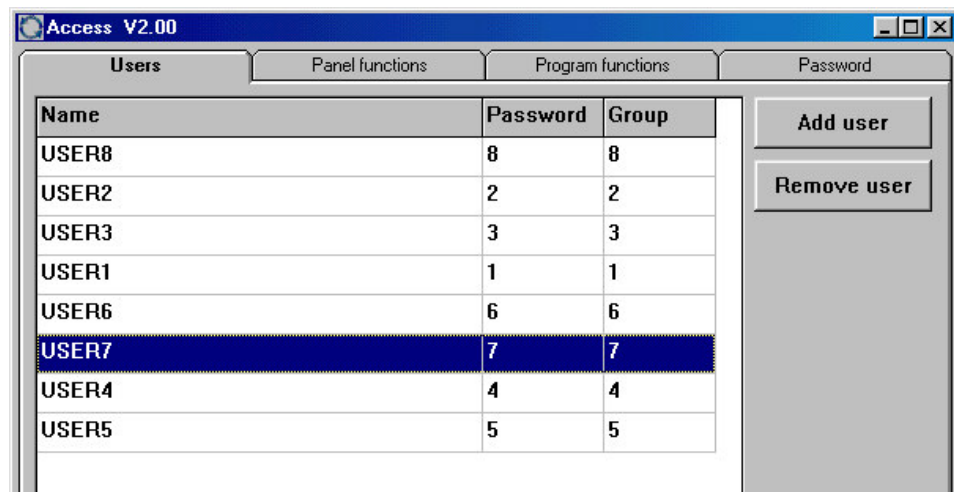 Access V2.00
Users Panel functions Program functions Password
Name Password Group
Add user
USER8 8 8
Remove user
USER2 2 2
USER3 3 3
USER1 1 1
USER6 6 6
USER7 7 7
USER4 4 4
USER5 5 5